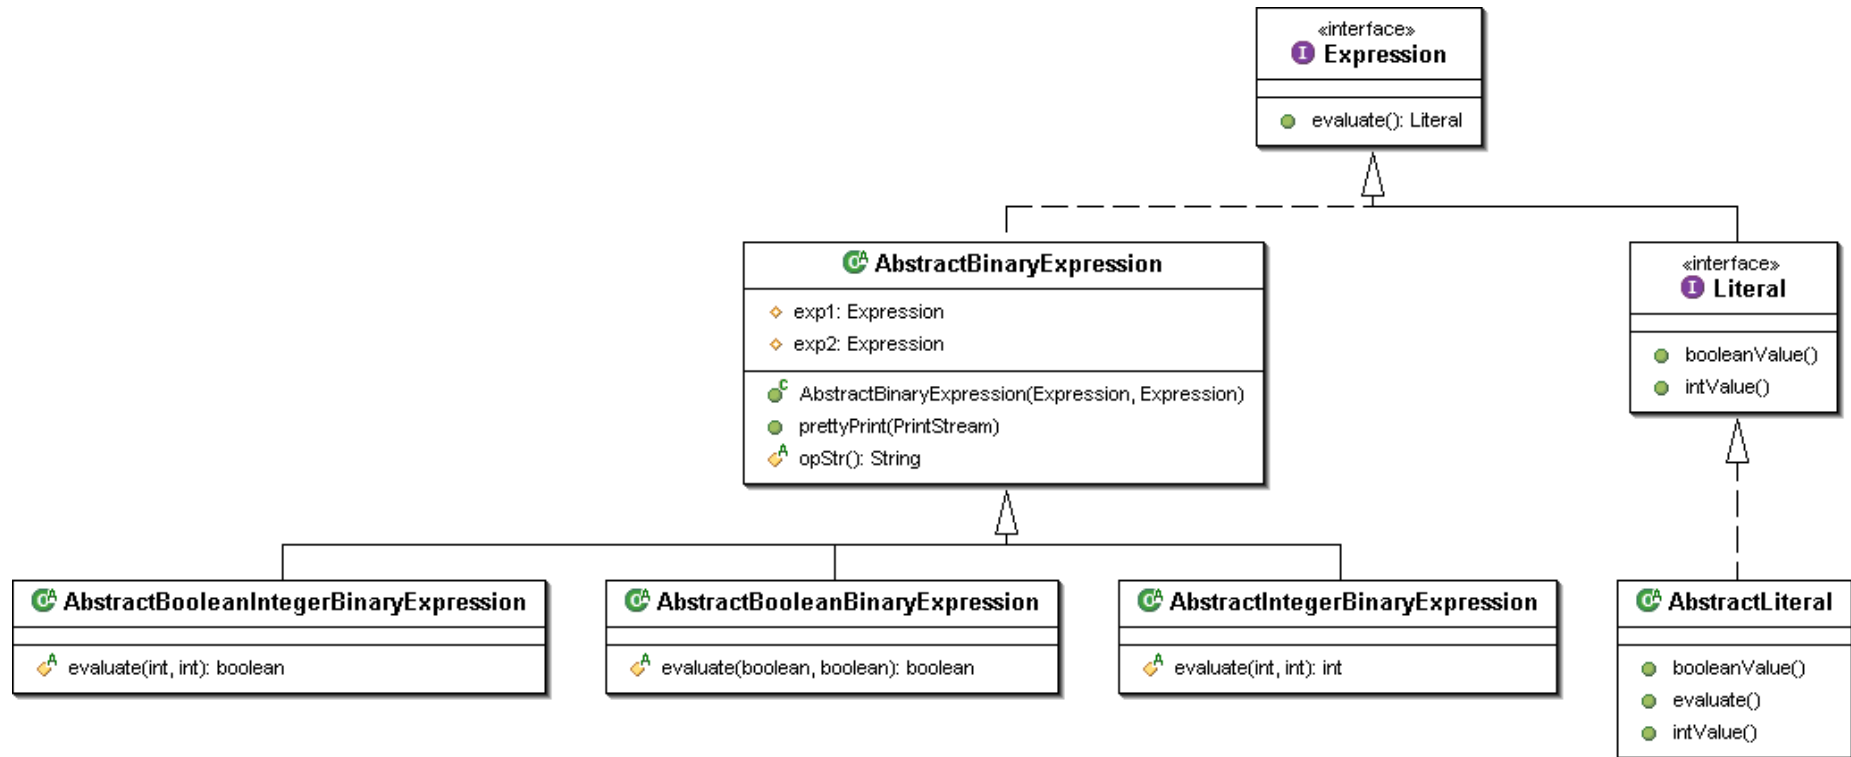 «interface»
Expression
evaluate(): Literal
AbstractBinaryExpression
exp1: Expression
exp2: Expression
AbstractBinaryExpression(Expression, Expression)
prettyPrint(PrintStream)
opStr(): String
«interface»
Literal
booleanValue()
intValue()
AbstractBooleanIntegerBinaryExpression
evaluate(int, int): boolean
AbstractBooleanBinaryExpression
evaluate(boolean, boolean): boolean
AbstractIntegerBinaryExpression
evaluate(int, int): int
AbstractLiteral
booleanValue()
evaluate()
intValue()